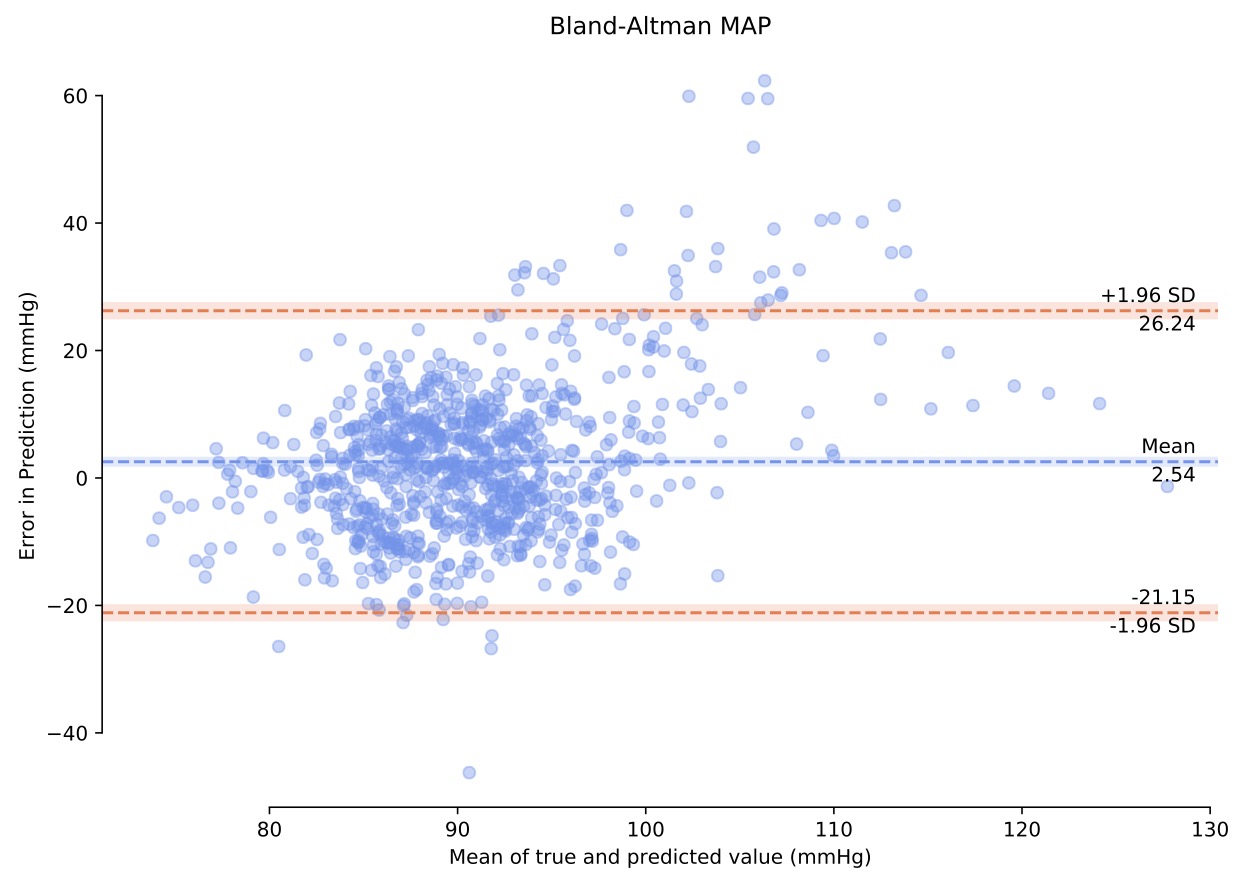 Bland-Altman MAP
60
40
20
0
−20
−40
Error in Prediction (mmHg)
+1.96 SD
26.24
Mean
2.54
-21.15
-1.96 SD
80 90 100 110 120 130
Mean of true and predicted value (mmHg)